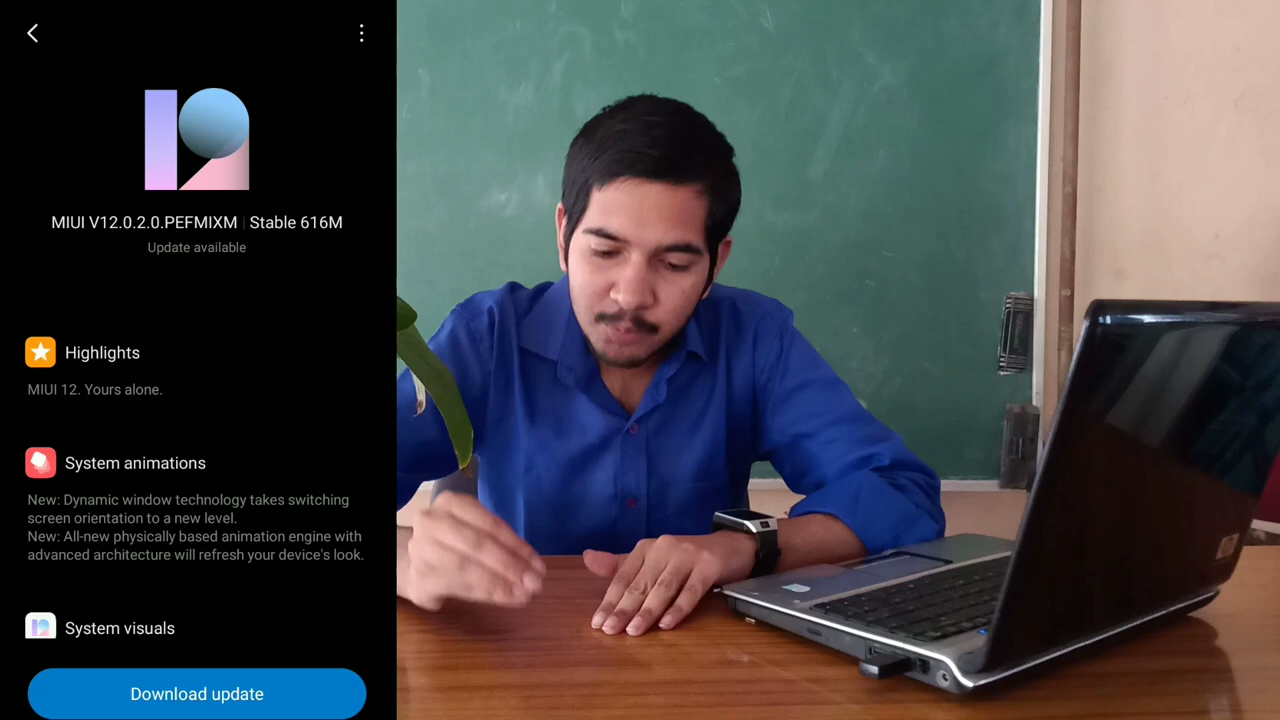 MIUI V12.0.2.0.PEFMIXM | Stable 616M
Update available
Highlights
MIUI 12. Yours alone.
System animations
New: Dynamic window technology takes switching
screen orientation to a new level.
New: All-new physically based animation engine with
advanced architecture will refresh your device's look.
System visuals
Download update